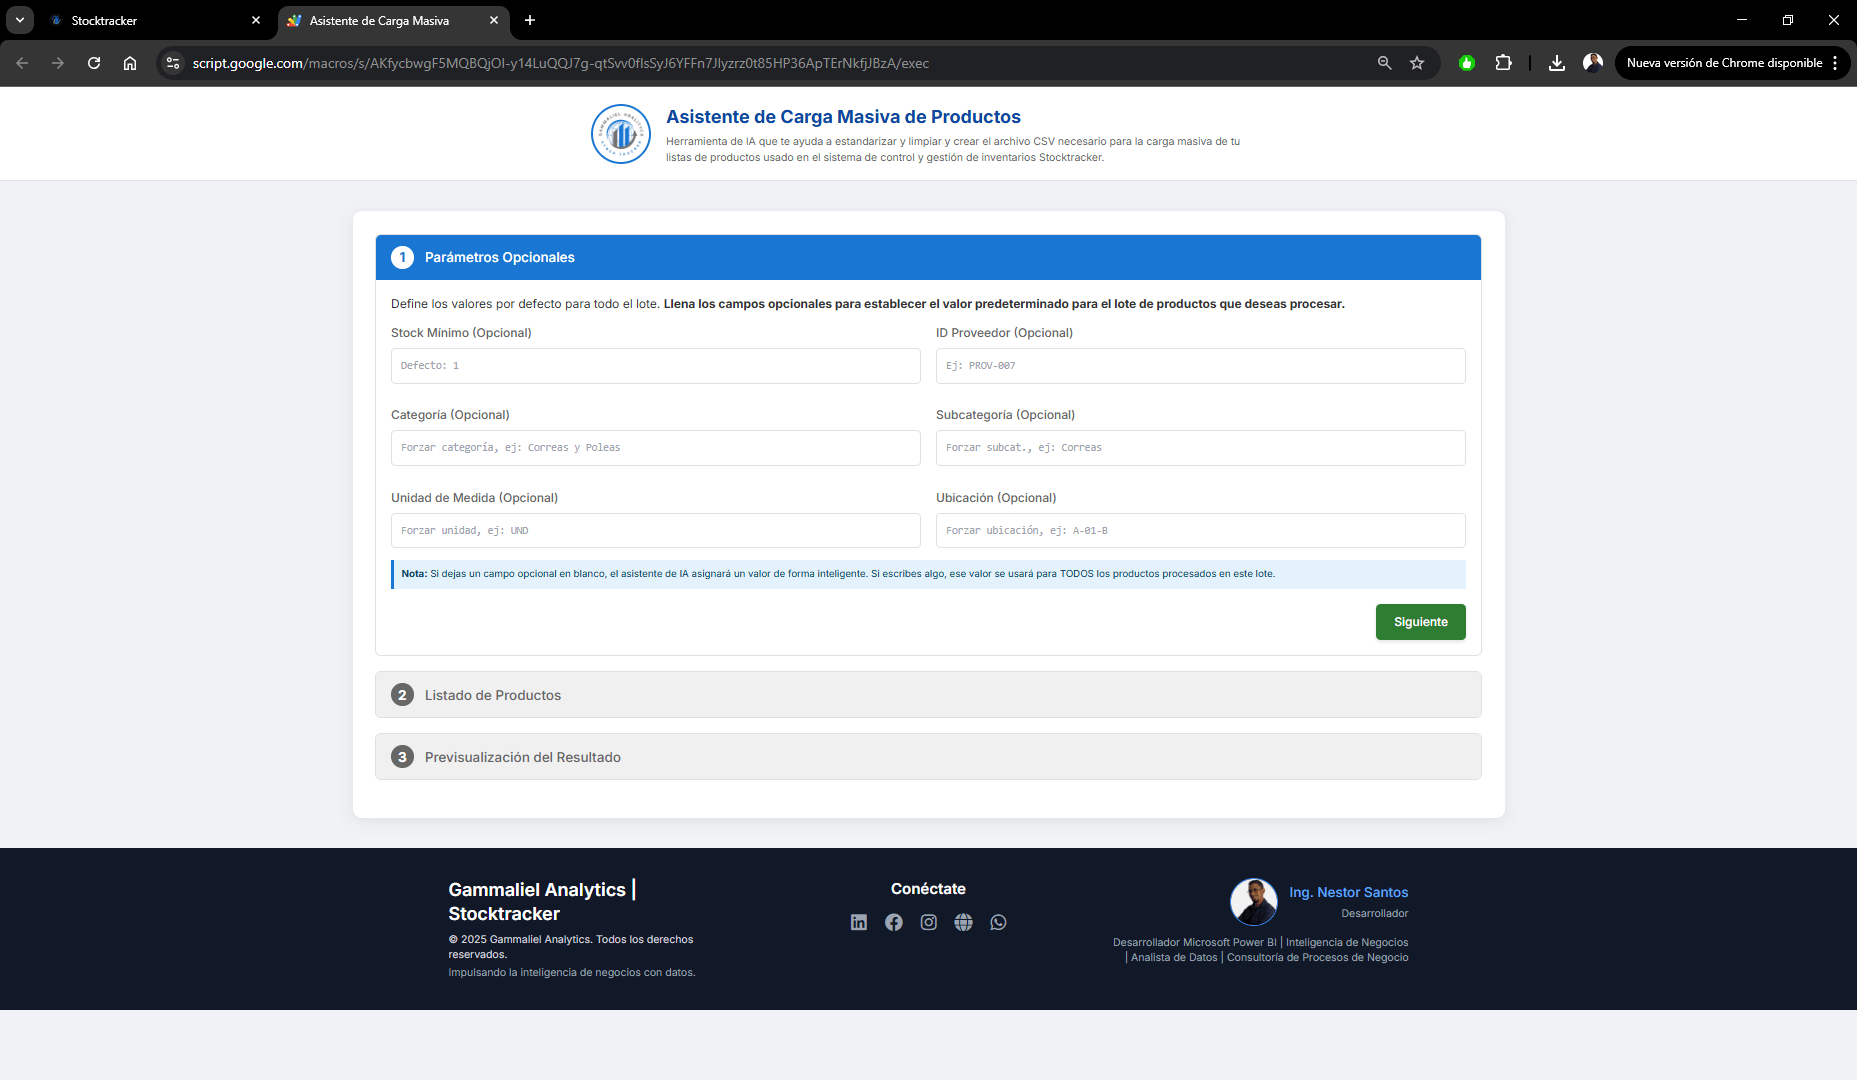 Stocktracker
Asistente de Carga Masiva
script.google.com/macros/s/AKfycbwgF5MQBQjOI-y14LuQQJ7g-qtSvv0fIsSyJ6YFFn7JIyzrz0t85HP36ApTErNkfjJBzA/exec
Nueva versión de Chrome disponible
Asistente de Carga Masiva de Productos
Herramienta de IA que te ayuda a estandarizar y limpiar y crear el archivo CSV necesario para la carga masiva de tu
listas de productos usado en el sistema de control y gestión de inventarios Stocktracker.
1 Parámetros Opcionales
Define los valores por defecto para todo el lote. Llena los campos opcionales para establecer el valor predeterminado para el lote de productos que deseas procesar.
Stock Mínimo (Opcional)
Defecto: 1
ID Proveedor (Opcional)
Ej: PROV-007
Categoría (Opcional)
Forzar categoría, ej: Correas y Poleas
Subcategoría (Opcional)
Forzar subcat., ej: Correas
Unidad de Medida (Opcional)
Forzar unidad, ej: UND
Ubicación (Opcional)
Forzar ubicación, ej: A-01-B
Nota: Si dejas un campo opcional en blanco, el asistente de IA asignará un valor de forma inteligente. Si escribes algo, ese valor se usará para TODOS los productos procesados en este lote.
Siguiente
2 Listado de Productos
3 Previsualización del Resultado
Gammaliel Analytics |
Stocktracker
© 2025 Gammaliel Analytics. Todos los derechos
reservados.
Impulsando la inteligencia de negocios con datos.
Conéctate
Ing. Nestor Santos
Desarrollador
Desarrollador Microsoft Power BI | Inteligencia de Negocios
| Analista de Datos | Consultoría de Procesos de Negocio